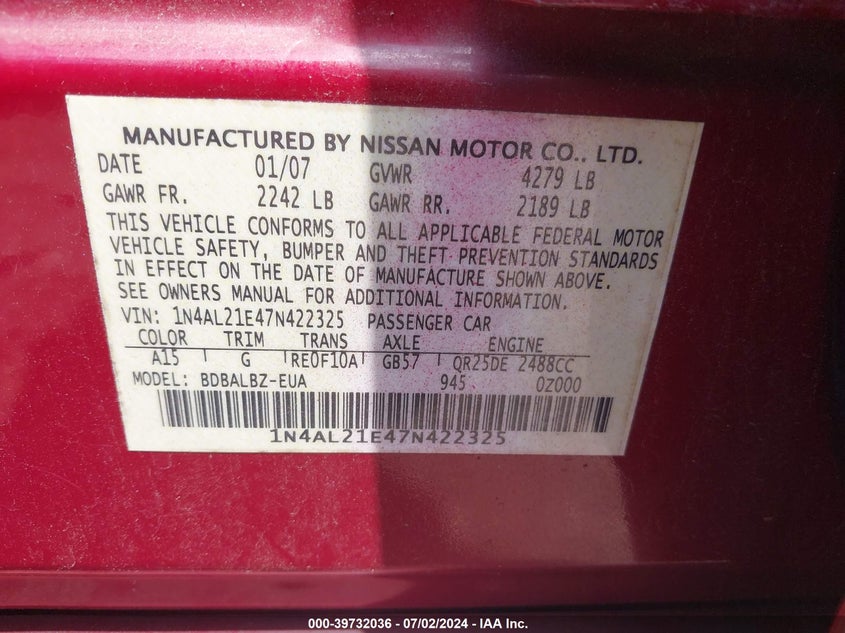 MANUFACTURED BY NISSAN MOTOR CO., LTD.
DATE 01/07 GVWR 4279 LB
GAWR FR. 2242 LB GAWR RR. 2189 LB
THIS VEHICLE CONFORMS TO ALL APPLICABLE FEDERAL MOTOR
VEHICLE SAFETY, BUMPER AND THEFT PREVENTION STANDARDS
IN EFFECT ON THE DATE OF MANUFACTURE SHOWN ABOVE.
SEE OWNERS MANUAL FOR ADDITIONAL INFORMATION.
VIN: 1N4AL21E47N422325 PASSENGER CAR
COLOR TRIM TRANS AXLE ENGINE
A15 G RE0F10A GB57 QR25DE 2488CC
MODEL: BDBALBZ-EUA 945 0Z000
1N4AL21E47N422325
000-39732036 - 07/02/2024 - IAA Inc.